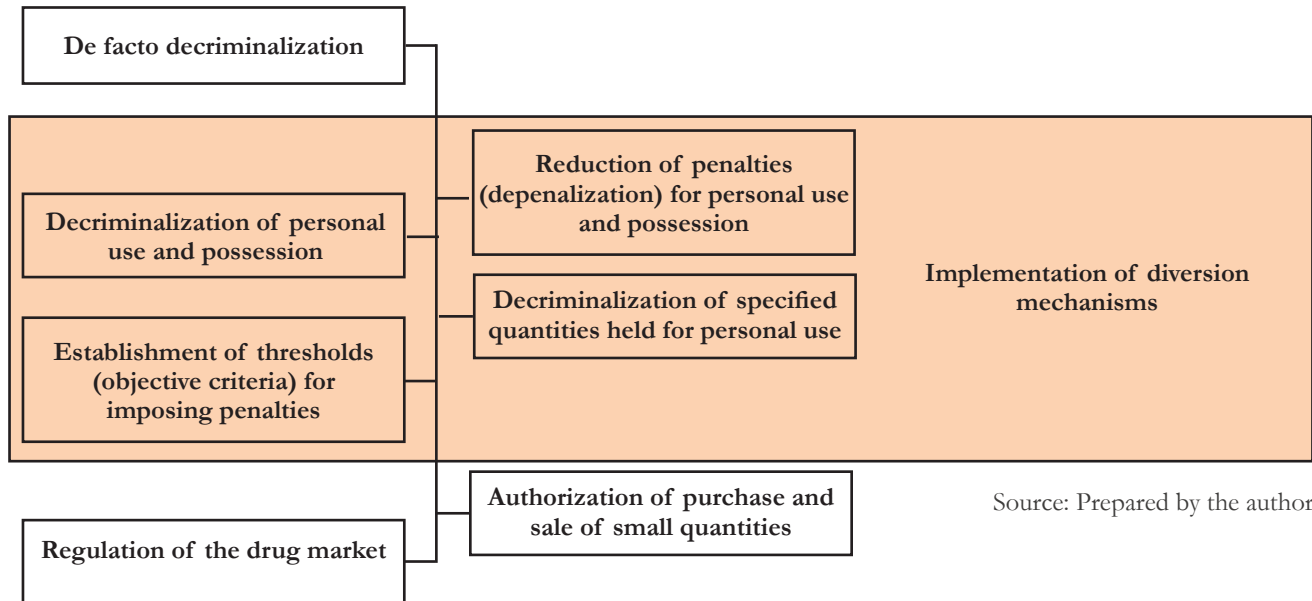 De facto decriminalization
Reduction of penalties
(depenalization) for personal use
and possession
Decriminalization of personal
use and possession
Implementation of diversion
mechanisms
Decriminalization of specified
quantities held for personal use
Establishment of thresholds
(objective criteria) for
imposing penalties
Authorization of purchase and
sale of small quantities
Source: Prepared by the author
Regulation of the drug market